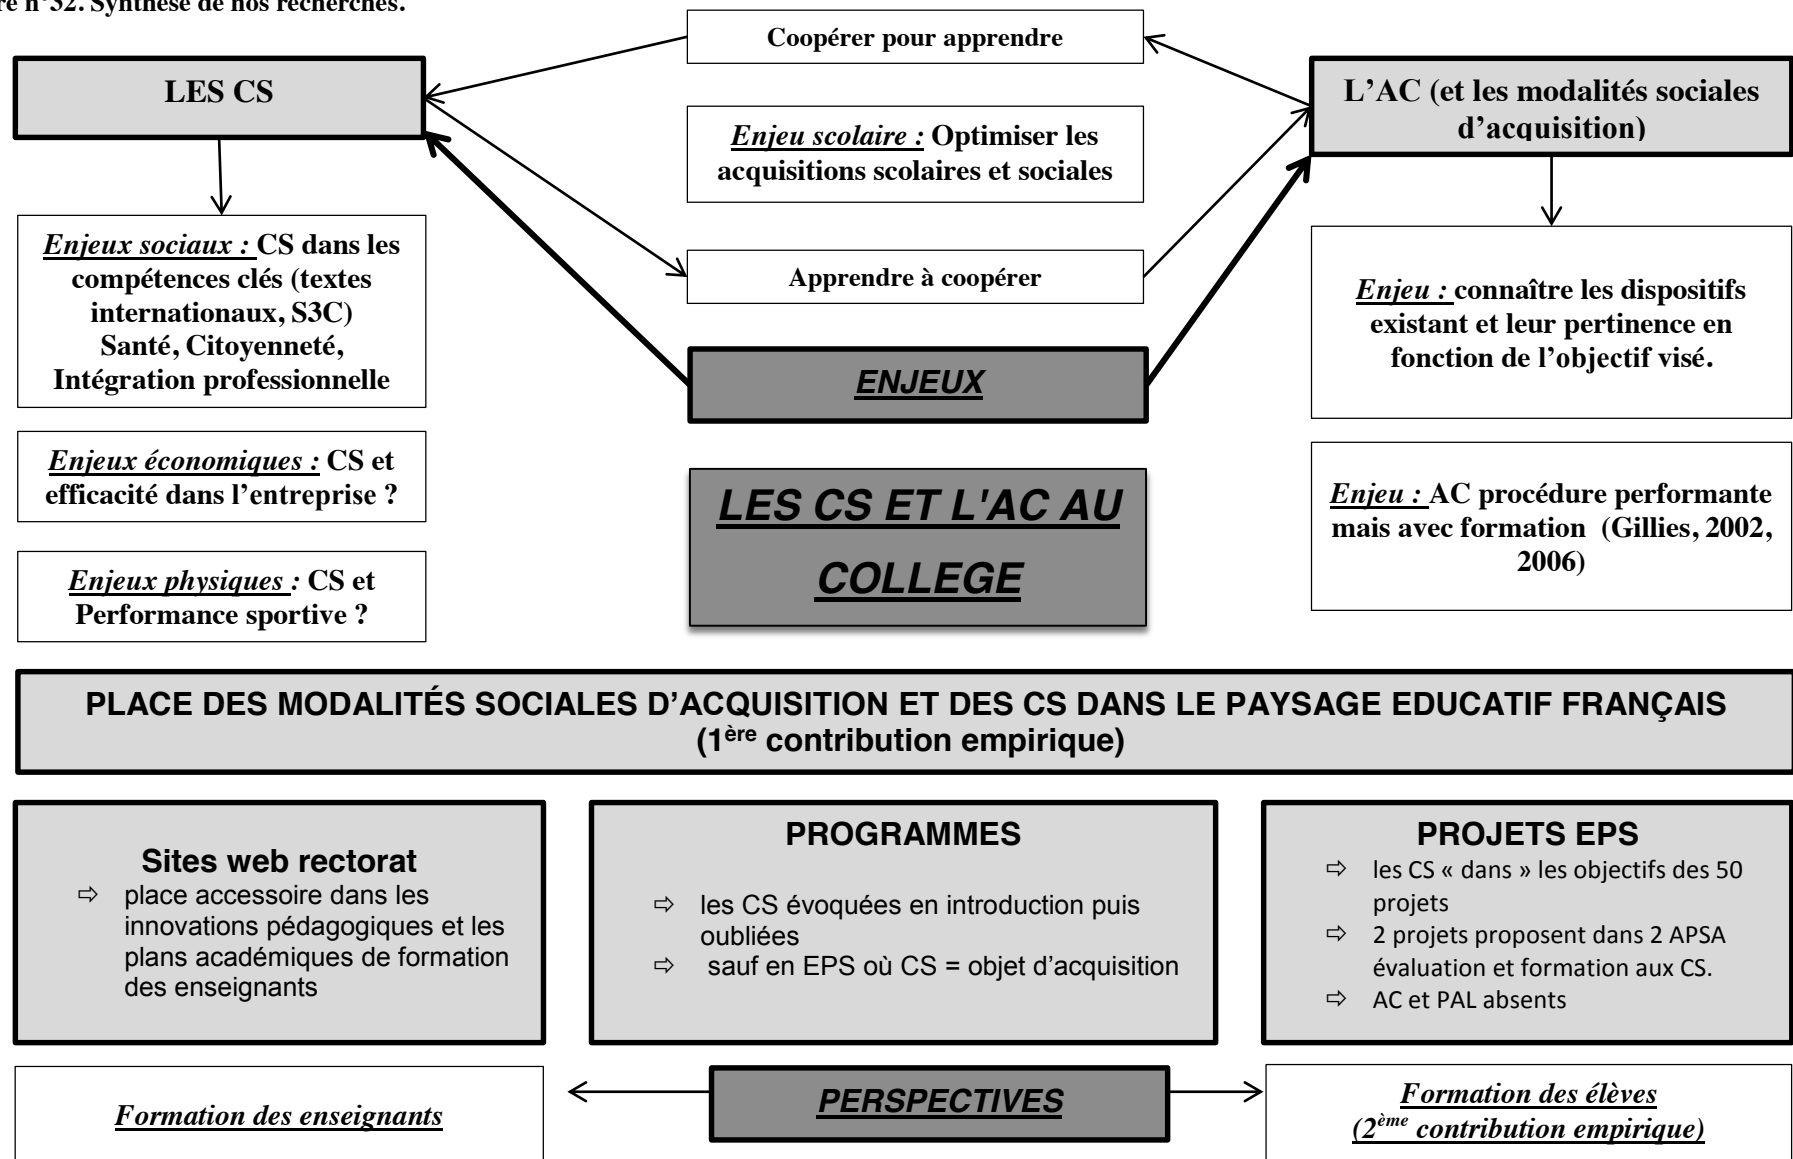 re n°32. Synthèse de nos recherches.
Coopérer pour apprendre
LES CS
L’AC (et les modalités sociales
d’acquisition)
Enjeu scolaire : Optimiser les
acquisitions scolaires et sociales
Apprendre à coopérer
Enjeux sociaux : CS dans les
compétences clés (textes
internationaux, S3C)
Santé, Citoyenneté,
Intégration professionnelle
Enjeu : connaître les dispositifs
existant et leur pertinence en
fonction de l’objectif visé.
ENJEUX
Enjeux économiques : CS et
efficacité dans l’entreprise ?
LES CS ET L'AC AU
COLLEGE
Enjeu : AC procédure performante
mais avec formation (Gillies, 2002,
2006)
Enjeux physiques : CS et
Performance sportive ?
PLACE DES MODALITÉS SOCIALES D’ACQUISITION ET DES CS DANS LE PAYSAGE EDUCATIF FRANÇAIS
(1ère contribution empirique)
Sites web rectorat
⇨ place accessoire dans les
innovations pédagogiques et les
plans académiques de formation
des enseignants
PROGRAMMES
⇨ les CS évoquées en introduction puis
oubliées
⇨ sauf en EPS où CS = objet d’acquisition
PROJETS EPS
⇨ les CS « dans » les objectifs des 50
projets
⇨ 2 projets proposent dans 2 APSA
évaluation et formation aux CS.
⇨ AC et PAL absents
Formation des enseignants
PERSPECTIVES
Formation des élèves
(2ème contribution empirique)